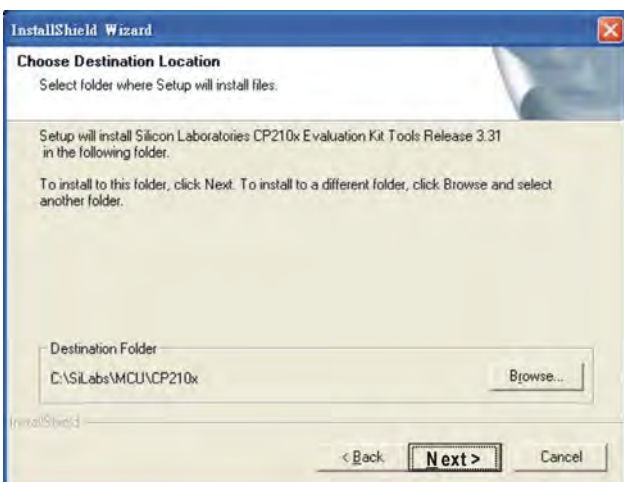 InstallShield Wizard
Choose Destination Location
Select folder where Setup will install files.
Setup will install Silicon Laboratories CP210x Evaluation Kit Tools Release 3.31
in the following folder.
To install to this folder, click Next. To install to a different folder, click Browse and select
another folder.
Destination Folder
C:\SiLabs\MCU\CP210x
Browse...
InstallShield
< Back
Next >
Cancel